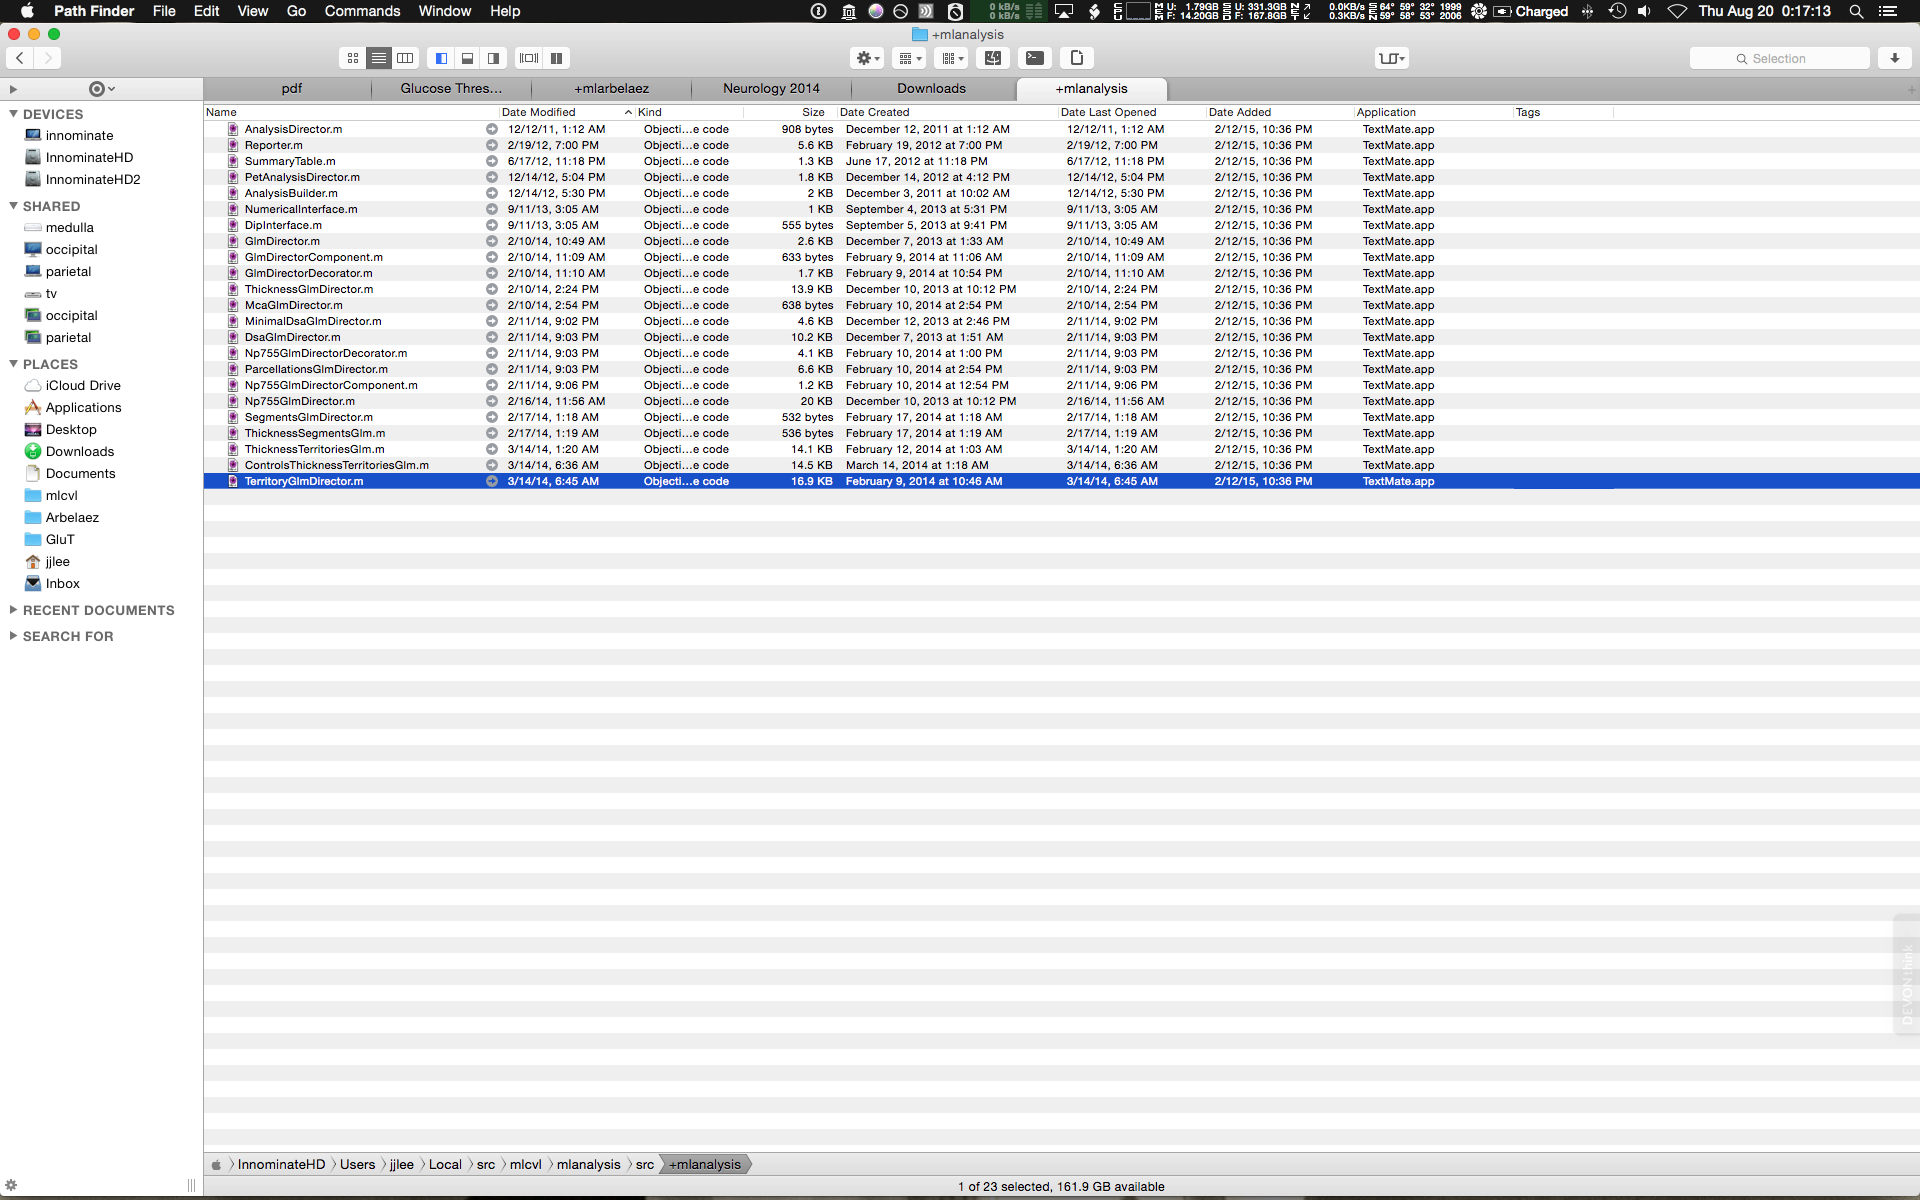 Path Finder File Edit View Go Commands Window Help 0 kB/s 0 kB/s U: 1.79GB F: 14.20GB U: 331.3GB F: 167.8GB 0.0KB/s 0.3KB/s 64° 59° 32° 1999 59° 58° 53° 2006 Charged Thu Aug 20 0:17:13
+mlanalysis
Selection
pdf Glucose Thres... +mlarbelaez Neurology 2014 Downloads +mlanalysis
Name Date Modified Kind Size Date Created Date Last Opened Date Added Application Tags
AnalysisDirector.m 12/12/11, 1:12 AM Objecti...e code 908 bytes December 12, 2011 at 1:12 AM 12/12/11, 1:12 AM 2/12/15, 10:36 PM TextMate.app
Reporter.m 2/19/12, 7:00 PM Objecti...e code 5.6 KB February 19, 2012 at 7:00 PM 2/19/12, 7:00 PM 2/12/15, 10:36 PM TextMate.app
SummaryTable.m 6/17/12, 11:18 PM Objecti...e code 1.3 KB June 17, 2012 at 11:18 PM 6/17/12, 11:18 PM 2/12/15, 10:36 PM TextMate.app
PetAnalysisDirector.m 12/14/12, 5:04 PM Objecti...e code 1.8 KB December 14, 2012 at 4:12 PM 12/14/12, 5:04 PM 2/12/15, 10:36 PM TextMate.app
AnalysisBuilder.m 12/14/12, 5:30 PM Objecti...e code 2 KB December 3, 2011 at 10:02 AM 12/14/12, 5:30 PM 2/12/15, 10:36 PM TextMate.app
NumericalInterface.m 9/11/13, 3:05 AM Objecti...e code 1 KB September 4, 2013 at 5:31 PM 9/11/13, 3:05 AM 2/12/15, 10:36 PM TextMate.app
DipInterface.m 9/11/13, 3:05 AM Objecti...e code 555 bytes September 5, 2013 at 9:41 PM 9/11/13, 3:05 AM 2/12/15, 10:36 PM TextMate.app
GlmDirector.m 2/10/14, 10:49 AM Objecti...e code 2.6 KB December 7, 2013 at 1:33 AM 2/10/14, 10:49 AM 2/12/15, 10:36 PM TextMate.app
GlmDirectorComponent.m 2/10/14, 11:09 AM Objecti...e code 633 bytes February 9, 2014 at 11:06 AM 2/10/14, 11:09 AM 2/12/15, 10:36 PM TextMate.app
GlmDirectorDecorator.m 2/10/14, 11:10 AM Objecti...e code 1.7 KB February 9, 2014 at 10:54 PM 2/10/14, 11:10 AM 2/12/15, 10:36 PM TextMate.app
ThicknessGlmDirector.m 2/10/14, 2:24 PM Objecti...e code 13.9 KB December 10, 2013 at 10:12 PM 2/10/14, 2:24 PM 2/12/15, 10:36 PM TextMate.app
McaGlmDirector.m 2/10/14, 2:54 PM Objecti...e code 638 bytes February 10, 2014 at 2:54 PM 2/10/14, 2:54 PM 2/12/15, 10:36 PM TextMate.app
MinimalDsaGlmDirector.m 2/11/14, 9:02 PM Objecti...e code 4.6 KB December 12, 2013 at 2:46 PM 2/11/14, 9:02 PM 2/12/15, 10:36 PM TextMate.app
DsaGlmDirector.m 2/11/14, 9:03 PM Objecti...e code 10.2 KB December 7, 2013 at 1:51 AM 2/11/14, 9:03 PM 2/12/15, 10:36 PM TextMate.app
Np755GlmDirectorDecorator.m 2/11/14, 9:03 PM Objecti...e code 4.1 KB February 10, 2014 at 1:00 PM 2/11/14, 9:03 PM 2/12/15, 10:36 PM TextMate.app
ParcellationsGlmDirector.m 2/11/14, 9:03 PM Objecti...e code 6.6 KB February 10, 2014 at 2:54 PM 2/11/14, 9:03 PM 2/12/15, 10:36 PM TextMate.app
Np755GlmDirectorComponent.m 2/11/14, 9:06 PM Objecti...e code 1.2 KB February 10, 2014 at 12:54 PM 2/11/14, 9:06 PM 2/12/15, 10:36 PM TextMate.app
Np755GlmDirector.m 2/16/14, 11:56 AM Objecti...e code 20 KB December 10, 2013 at 10:12 PM 2/16/14, 11:56 AM 2/12/15, 10:36 PM TextMate.app
SegmentsGlmDirector.m 2/17/14, 1:18 AM Objecti...e code 532 bytes February 17, 2014 at 1:18 AM 2/17/14, 1:18 AM 2/12/15, 10:36 PM TextMate.app
ThicknessSegmentsGlm.m 2/17/14, 1:19 AM Objecti...e code 536 bytes February 17, 2014 at 1:19 AM 2/17/14, 1:19 AM 2/12/15, 10:36 PM TextMate.app
ThicknessTerritoriesGlm.m 3/14/14, 1:20 AM Objecti...e code 14.1 KB February 12, 2014 at 1:03 AM 3/14/14, 1:20 AM 2/12/15, 10:36 PM TextMate.app
ControlsThicknessTerritoriesGlm.m 3/14/14, 6:36 AM Objecti...e code 14.5 KB March 14, 2014 at 1:18 AM 3/14/14, 6:36 AM 2/12/15, 10:36 PM TextMate.app
TerritoryGlmDirector.m 3/14/14, 6:45 AM Objecti...e code 16.9 KB February 9, 2014 at 10:46 AM 3/14/14, 6:45 AM 2/12/15, 10:36 PM TextMate.app
DEVICES
innominate
InnominateHD
InnominateHD2
SHARED
medulla
occipital
parietal
tv
occipital
parietal
PLACES
iCloud Drive
Applications
Desktop
Downloads
Documents
mlcvl
Arbelaez
GluT
jjlee
Inbox
RECENT DOCUMENTS
SEARCH FOR
DEVONthink
InnominateHD Users jjlee Local src mlcvl mlanalysis src +mlanalysis
1 of 23 selected, 161.9 GB available